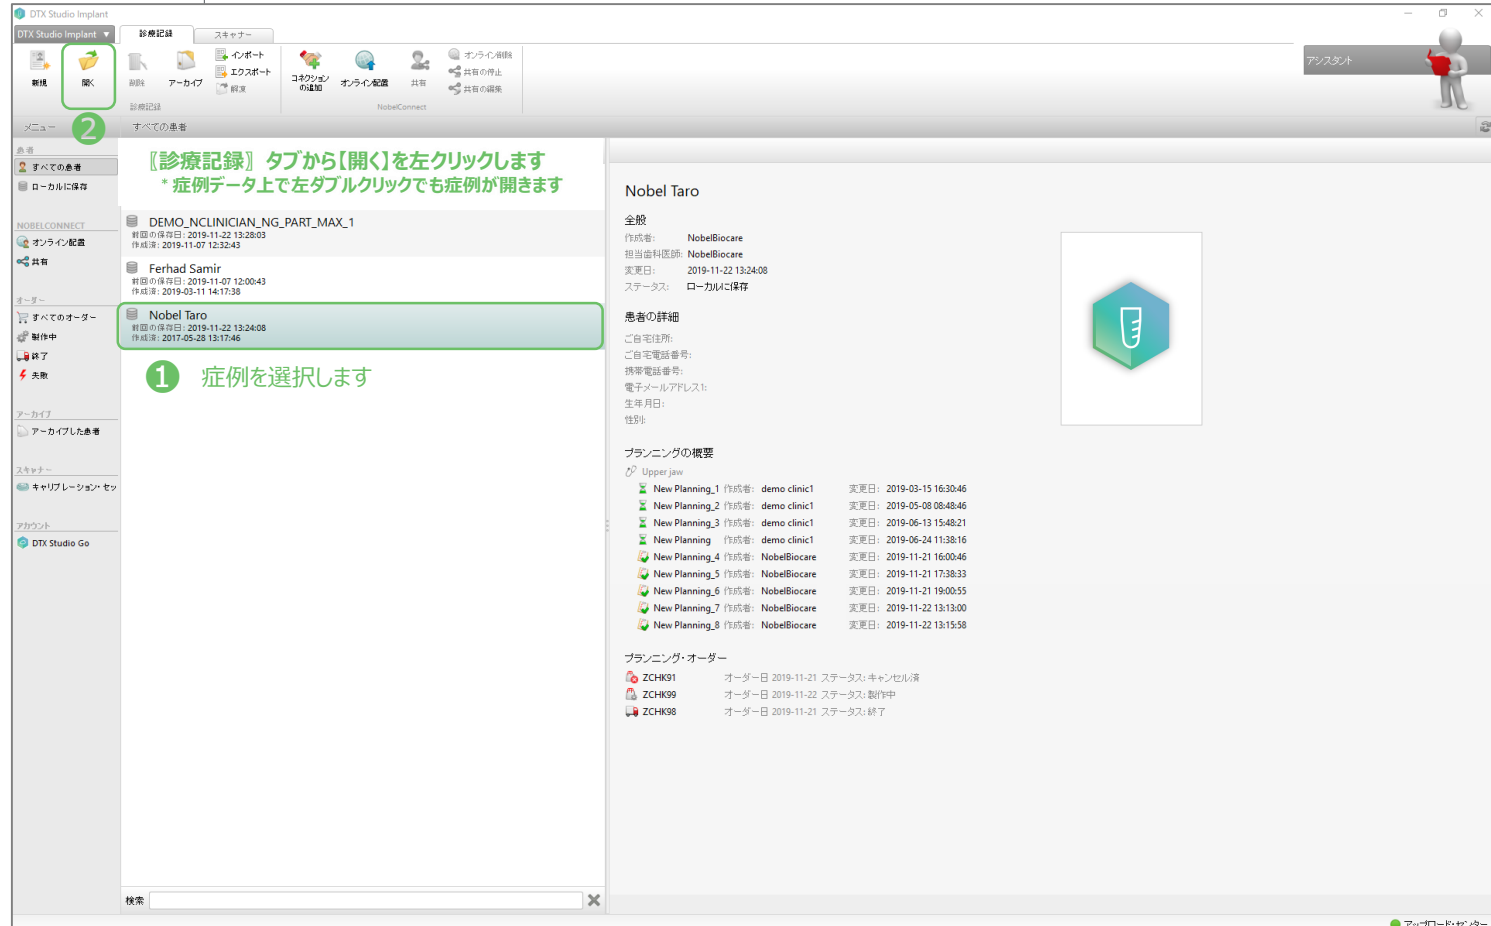 DTX Studio Implant
DTX Studio Implant ▼
診療記録
スキャナー
新規
開く
削除
アーカイブ
インポート
エクスポート
解凍
診療記録
コネクション
の追加
オンライン配置
共有
オンライン削除
共有の停止
共有の編集
NobelConnect
アシスタント
メニュー
2
すべての患者
患者
すべての患者
ローカルに保存
NOBELCONNECT
オンライン配置
共有
オーダー
すべてのオーダー
製作中
終了
失敗
アーカイブ
アーカイブした患者
スキャナー
キャリブレーション・セッ
アカウント
DTX Studio Go
〖診療記録〗タブから【開く】を左クリックします
*症例データ上で左ダブルクリックでも症例が開きます
DEMO_NCLINICIAN_NG_PART_MAX_1
前回の保存日: 2019-11-22 13:28:03
作成済: 2019-11-07 12:32:43
Ferhad Samir
前回の保存日: 2019-11-07 12:00:43
作成済: 2019-03-11 14:17:38
Nobel Taro
前回の保存日: 2019-11-22 13:24:08
作成済: 2017-05-28 13:17:46
1 症例を選択します
検索
Nobel Taro
全般
作成者: NobelBiocare
担当歯科医師: NobelBiocare
変更日: 2019-11-22 13:24:08
ステータス: ローカルに保存
患者の詳細
ご自宅住所:
ご自宅電話番号:
携帯電話番号:
電子メールアドレス1:
生年月日:
性別:
プランニングの概要
Upper jaw
New Planning_1 作成者: demo clinic1 変更日: 2019-03-15 16:30:46
New Planning_2 作成者: demo clinic1 変更日: 2019-05-08 08:48:46
New Planning_3 作成者: demo clinic1 変更日: 2019-06-13 15:48:21
New Planning 作成者: demo clinic1 変更日: 2019-06-24 11:38:16
New Planning_4 作成者: NobelBiocare 変更日: 2019-11-21 16:00:46
New Planning_5 作成者: NobelBiocare 変更日: 2019-11-21 17:38:33
New Planning_6 作成者: NobelBiocare 変更日: 2019-11-21 19:00:55
New Planning_7 作成者: NobelBiocare 変更日: 2019-11-22 13:13:00
New Planning_8 作成者: NobelBiocare 変更日: 2019-11-22 13:15:58
プランニング・オーダー
ZCHK91 オーダー日 2019-11-21 ステータス: キャンセル済
ZCHK99 オーダー日 2019-11-22 ステータス: 製作中
ZCHK98 オーダー日 2019-11-21 ステータス: 終了
アップロード・センター